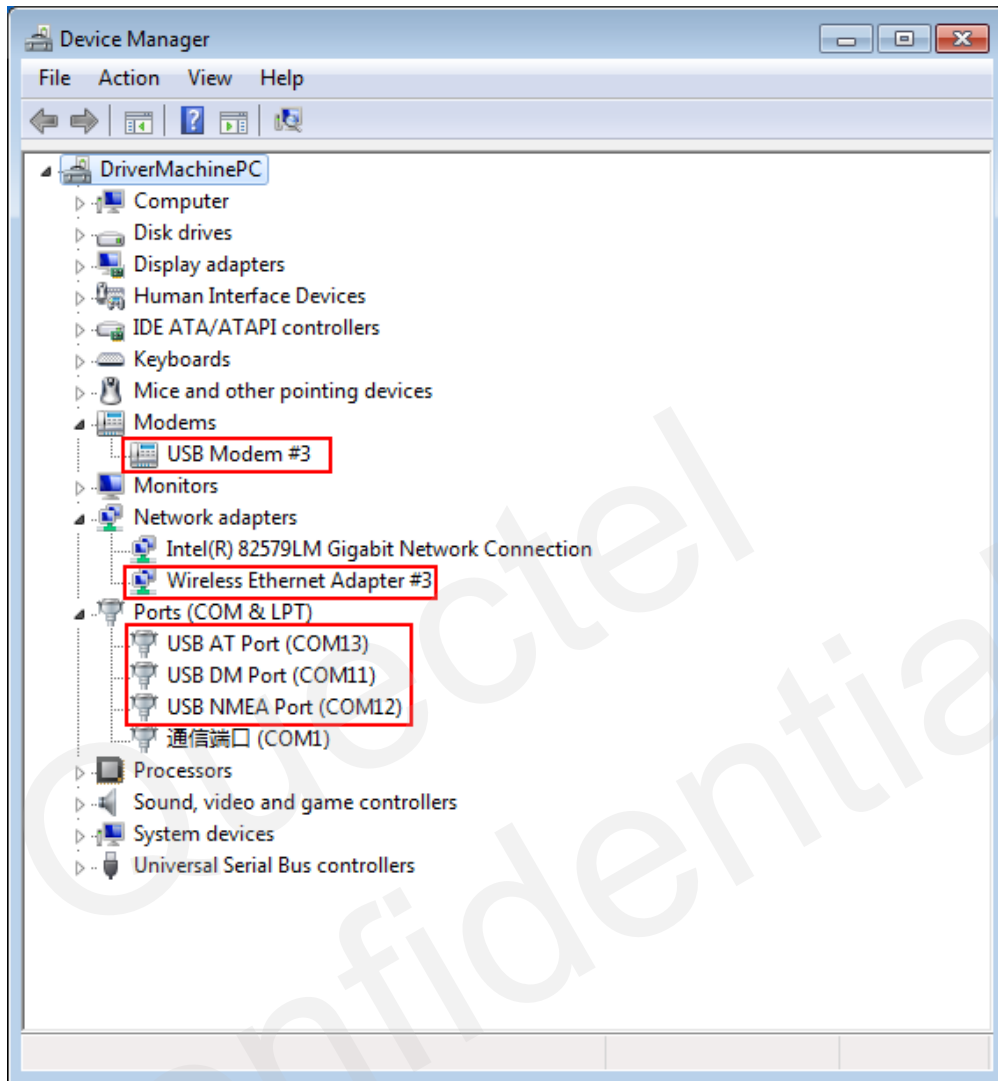 Device Manager
File Action View Help
DriverMachinePC
Computer
Disk drives
Display adapters
Human Interface Devices
IDE ATA/ATAPI controllers
Keyboards
Mice and other pointing devices
Modems
USB Modem #3
Monitors
Network adapters
Intel(R) 82579LM Gigabit Network Connection
Wireless Ethernet Adapter #3
Ports (COM & LPT)
USB AT Port (COM13)
USB DM Port (COM11)
USB NMEA Port (COM12)
通信端口 (COM1)
Processors
Sound, video and game controllers
System devices
Universal Serial Bus controllers
Quectel
nfidentia